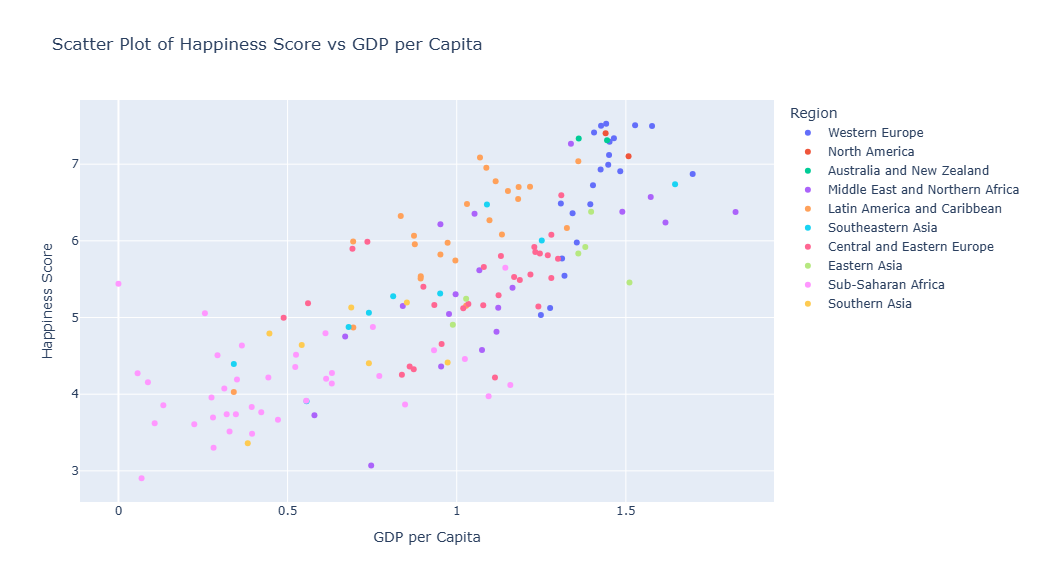 Scatter Plot of Happiness Score vs GDP per Capita
Region
Western Europe
North America
Australia and New Zealand
Middle East and Northern Africa
Latin America and Caribbean
Southeastern Asia
Central and Eastern Europe
Eastern Asia
Sub-Saharan Africa
Southern Asia
Happiness Score
7
6
5
4
3
0 0.5 1 1.5
GDP per Capita